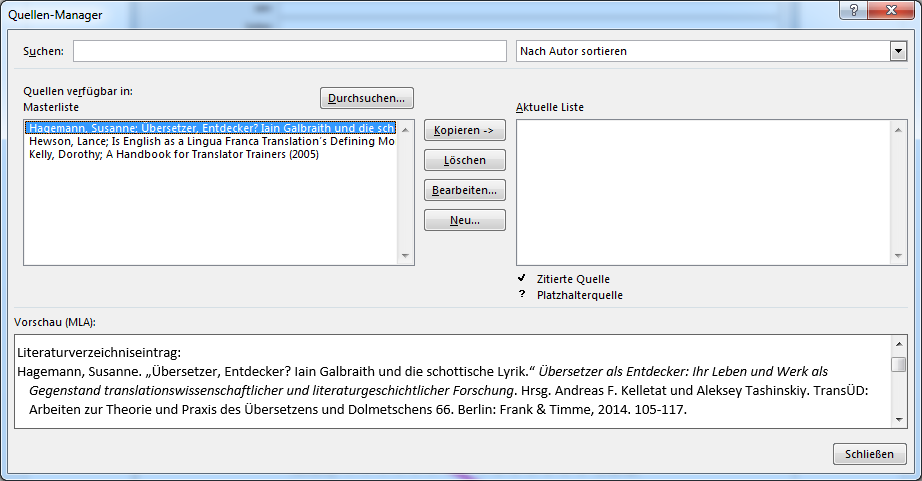 Quellen-Manager
Suchen:
Nach Autor sortieren
Quellen verfügbar in:
Durchsuchen...
Masterliste
Aktuelle Liste
Hagemann, Susanne; Übersetzer, Entdecker? Iain Galbraith und die sch
Hewson, Lance; Is English as a Lingua Franca Translation's Defining Mo
Kelly, Dorothy; A Handbook for Translator Trainers (2005)
Kopieren ->
Löschen
Bearbeiten...
Neu...
Zitierte Quelle
? Platzhalterquelle
Vorschau (MLA):
Literaturverzeichniseintrag:
Hagemann, Susanne. „Übersetzer, Entdecker? Iain Galbraith und die schottische Lyrik.“ Übersetzer als Entdecker: Ihr Leben und Werk als
Gegenstand translationswissenschaftlicher und literaturgeschichtlicher Forschung. Hrsg. Andreas F. Kelletat und Aleksey Tashinskiy. TransÜD:
Arbeiten zur Theorie und Praxis des Übersetzens und Dolmetschens 66. Berlin: Frank & Timme, 2014. 105-117.
Schließen